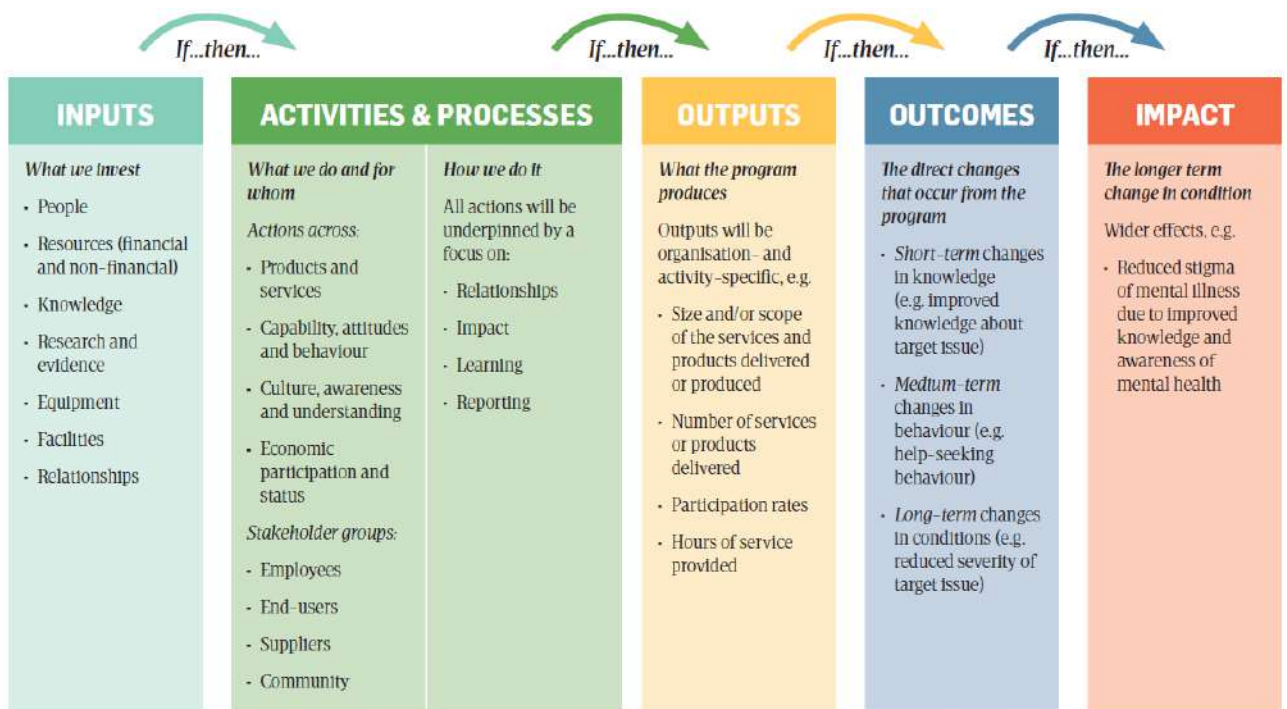 If...then...
If...then...
If...then...
If...then...
INPUTS
What we invest
• People
• Resources (financial
and non-financial)
• Knowledge
• Research and
evidence
• Equipment
• Facilities
• Relationships
ACTIVITIES & PROCESSES
What we do and for
whom
Actions across:
• Products and
services
• Capability, attitudes
and behaviour
• Culture, awareness
and understanding
• Economic
participation and
status
Stakeholder groups:
• Employees
• End-users
• Suppliers
• Community
How we do it
All actions will be
underpinned by a
focus on:
• Relationships
• Impact
• Learning
• Reporting
OUTPUTS
What the program
produces
Outputs will be
organisation- and
activity-specific, e.g.
• Size and/or scope
of the services and
products delivered
or produced
• Number of services
or products
delivered
• Participation rates
• Hours of service
provided
OUTCOMES
The direct changes
that occur from the
program
• Short-term changes
in knowledge
(e.g. improved
knowledge about
target issue)
• Medium-term
changes in
behaviour (e.g.
help-seeking
behaviour)
• Long-term changes
in conditions (e.g.
reduced severity of
target issue)
IMPACT
The longer term
change in condition
Wider effects, e.g.
• Reduced stigma
of mental illness
due to improved
knowledge and
awareness of
mental health